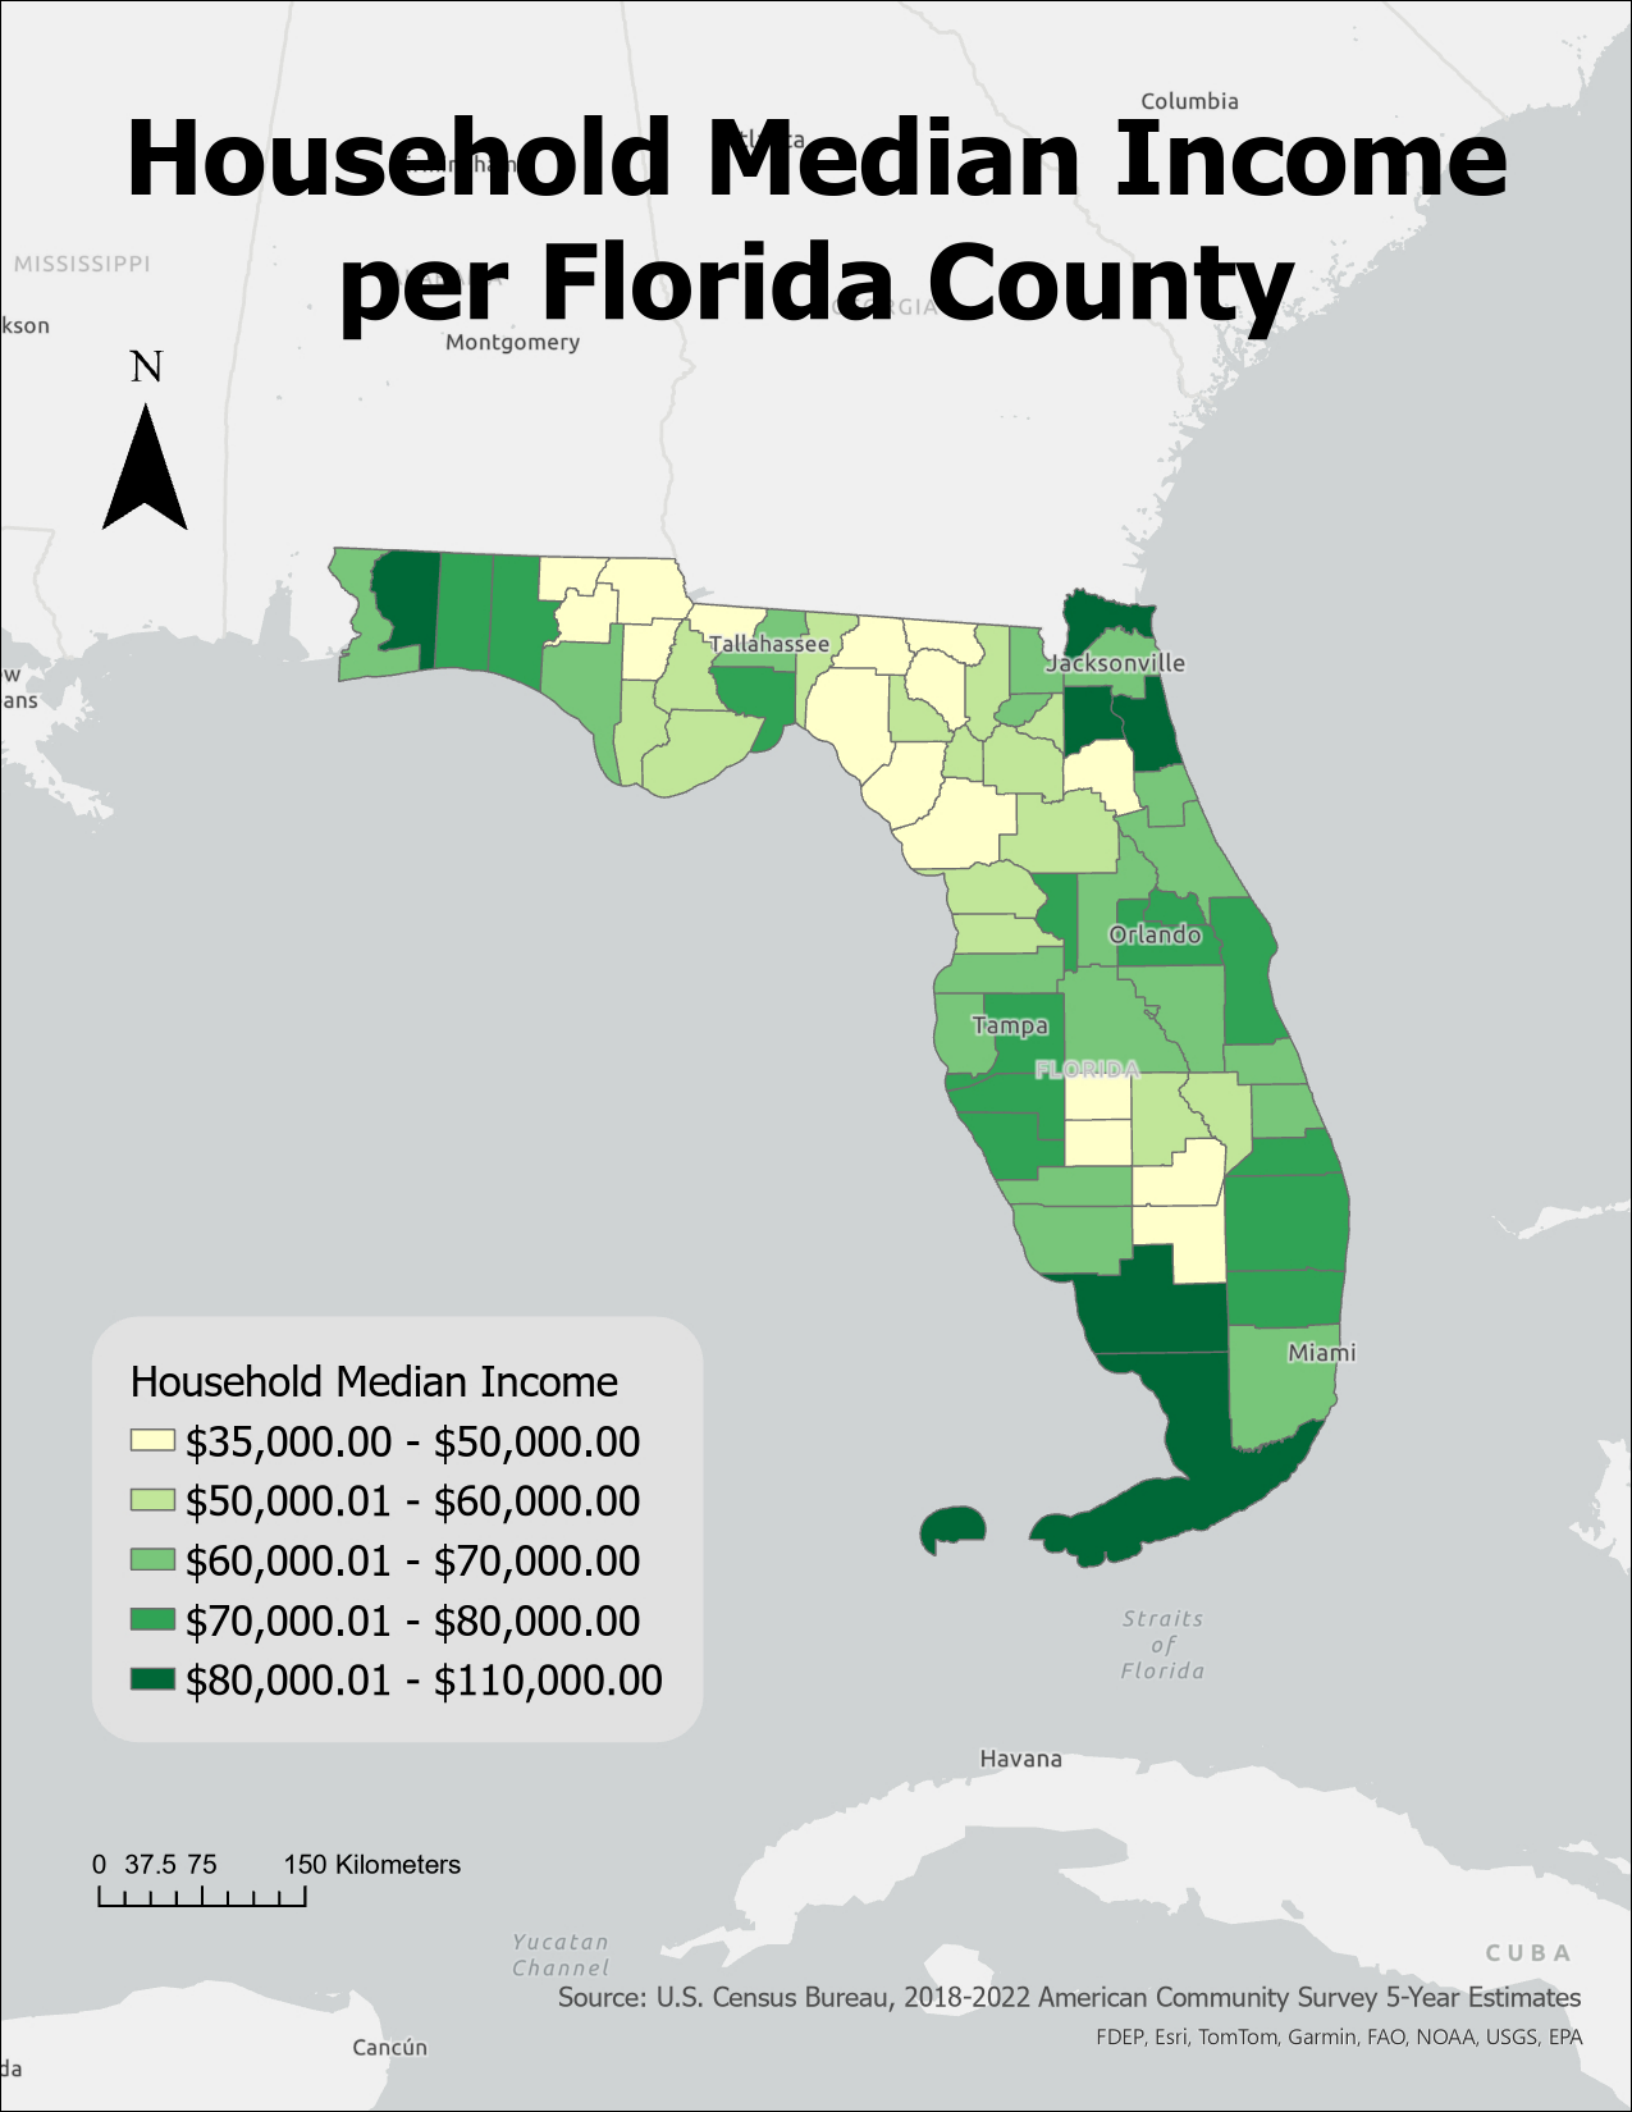 Columbia
Household Median Income
per Florida County
MISSISSIPPI
kson
Montgomery
N
Tallahassee
Jacksonville
w
ans
Orlando
Tampa
FLORIDA
Miami
Household Median Income
$35,000.00 - $50,000.00
$50,000.01 - $60,000.00
$60,000.01 - $70,000.00
$70,000.01 - $80,000.00
$80,000.01 - $110,000.00
Straits
of
Florida
Havana
0 37.5 75 150 Kilometers
Yucatan
Channel
CUBA
Source: U.S. Census Bureau, 2018-2022 American Community Survey 5-Year Estimates
FDEP, Esri, TomTom, Garmin, FAO, NOAA, USGS, EPA
Cancún
da